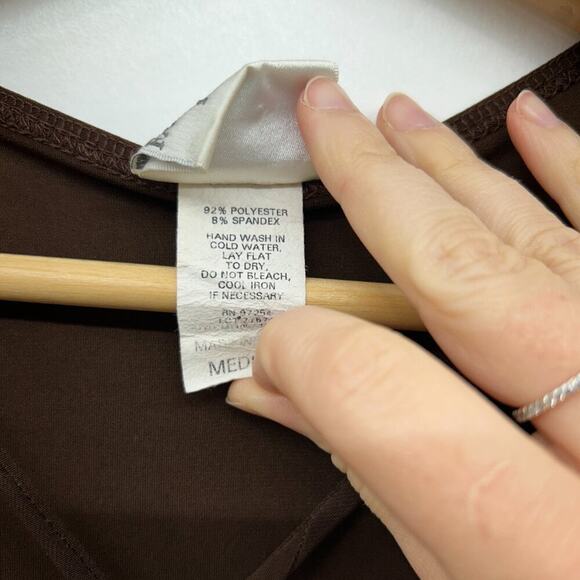 92% POLYESTER
8% SPANDEX
HAND WASH IN
COLD WATER,
LAY FLAT
TO DRY,
DO NOT BLEACH,
COOL IRON
IF NECESSARY
RN